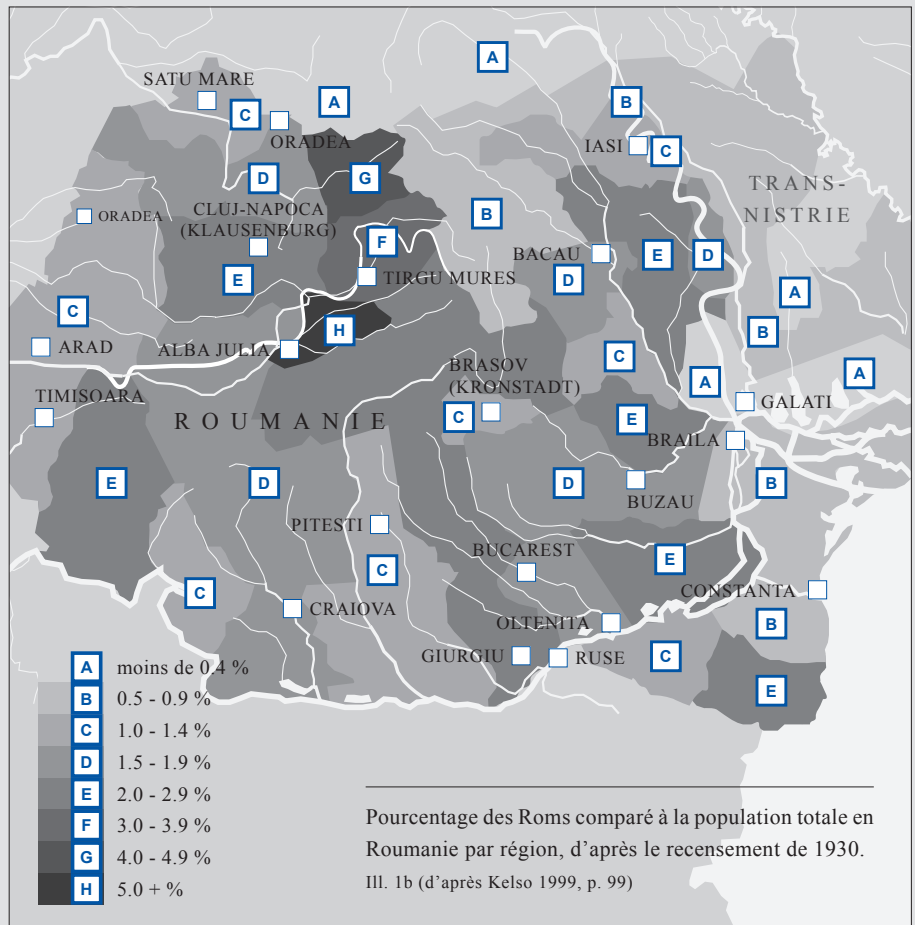 A
SATU MARE
A
B
C
ORADEA
IASI
C
D
G
TRANS-
NISTRIE
ORADEA
CLUJ-NAPOCA
(KLAUSENBURG)
B
F
BACAU
E
D
E
TIRGU MURES
D
A
C
H
B
ARAD
ALBA JULIA
BRASOV
(KRONSTADT)
C
A
A
TIMISOARA
ROUMANIE
C
E
GALATI
BRAILA
E
D
D
BUZAU
B
PITESTI
BUCAREST
E
C
CONSTANTA
C
CRAIOVA
OLTENITA
B
GIURGIU
RUSE
C
E
A moins de 0.4 %
B 0.5 - 0.9 %
C 1.0 - 1.4 %
D 1.5 - 1.9 %
E 2.0 - 2.9 %
F 3.0 - 3.9 %
G 4.0 - 4.9 %
H 5.0 + %
Pourcentage des Roms comparé à la population totale en
Roumanie par région, d'après le recensement de 1930.
Ill. 1b (d'après Kelso 1999, p. 99)